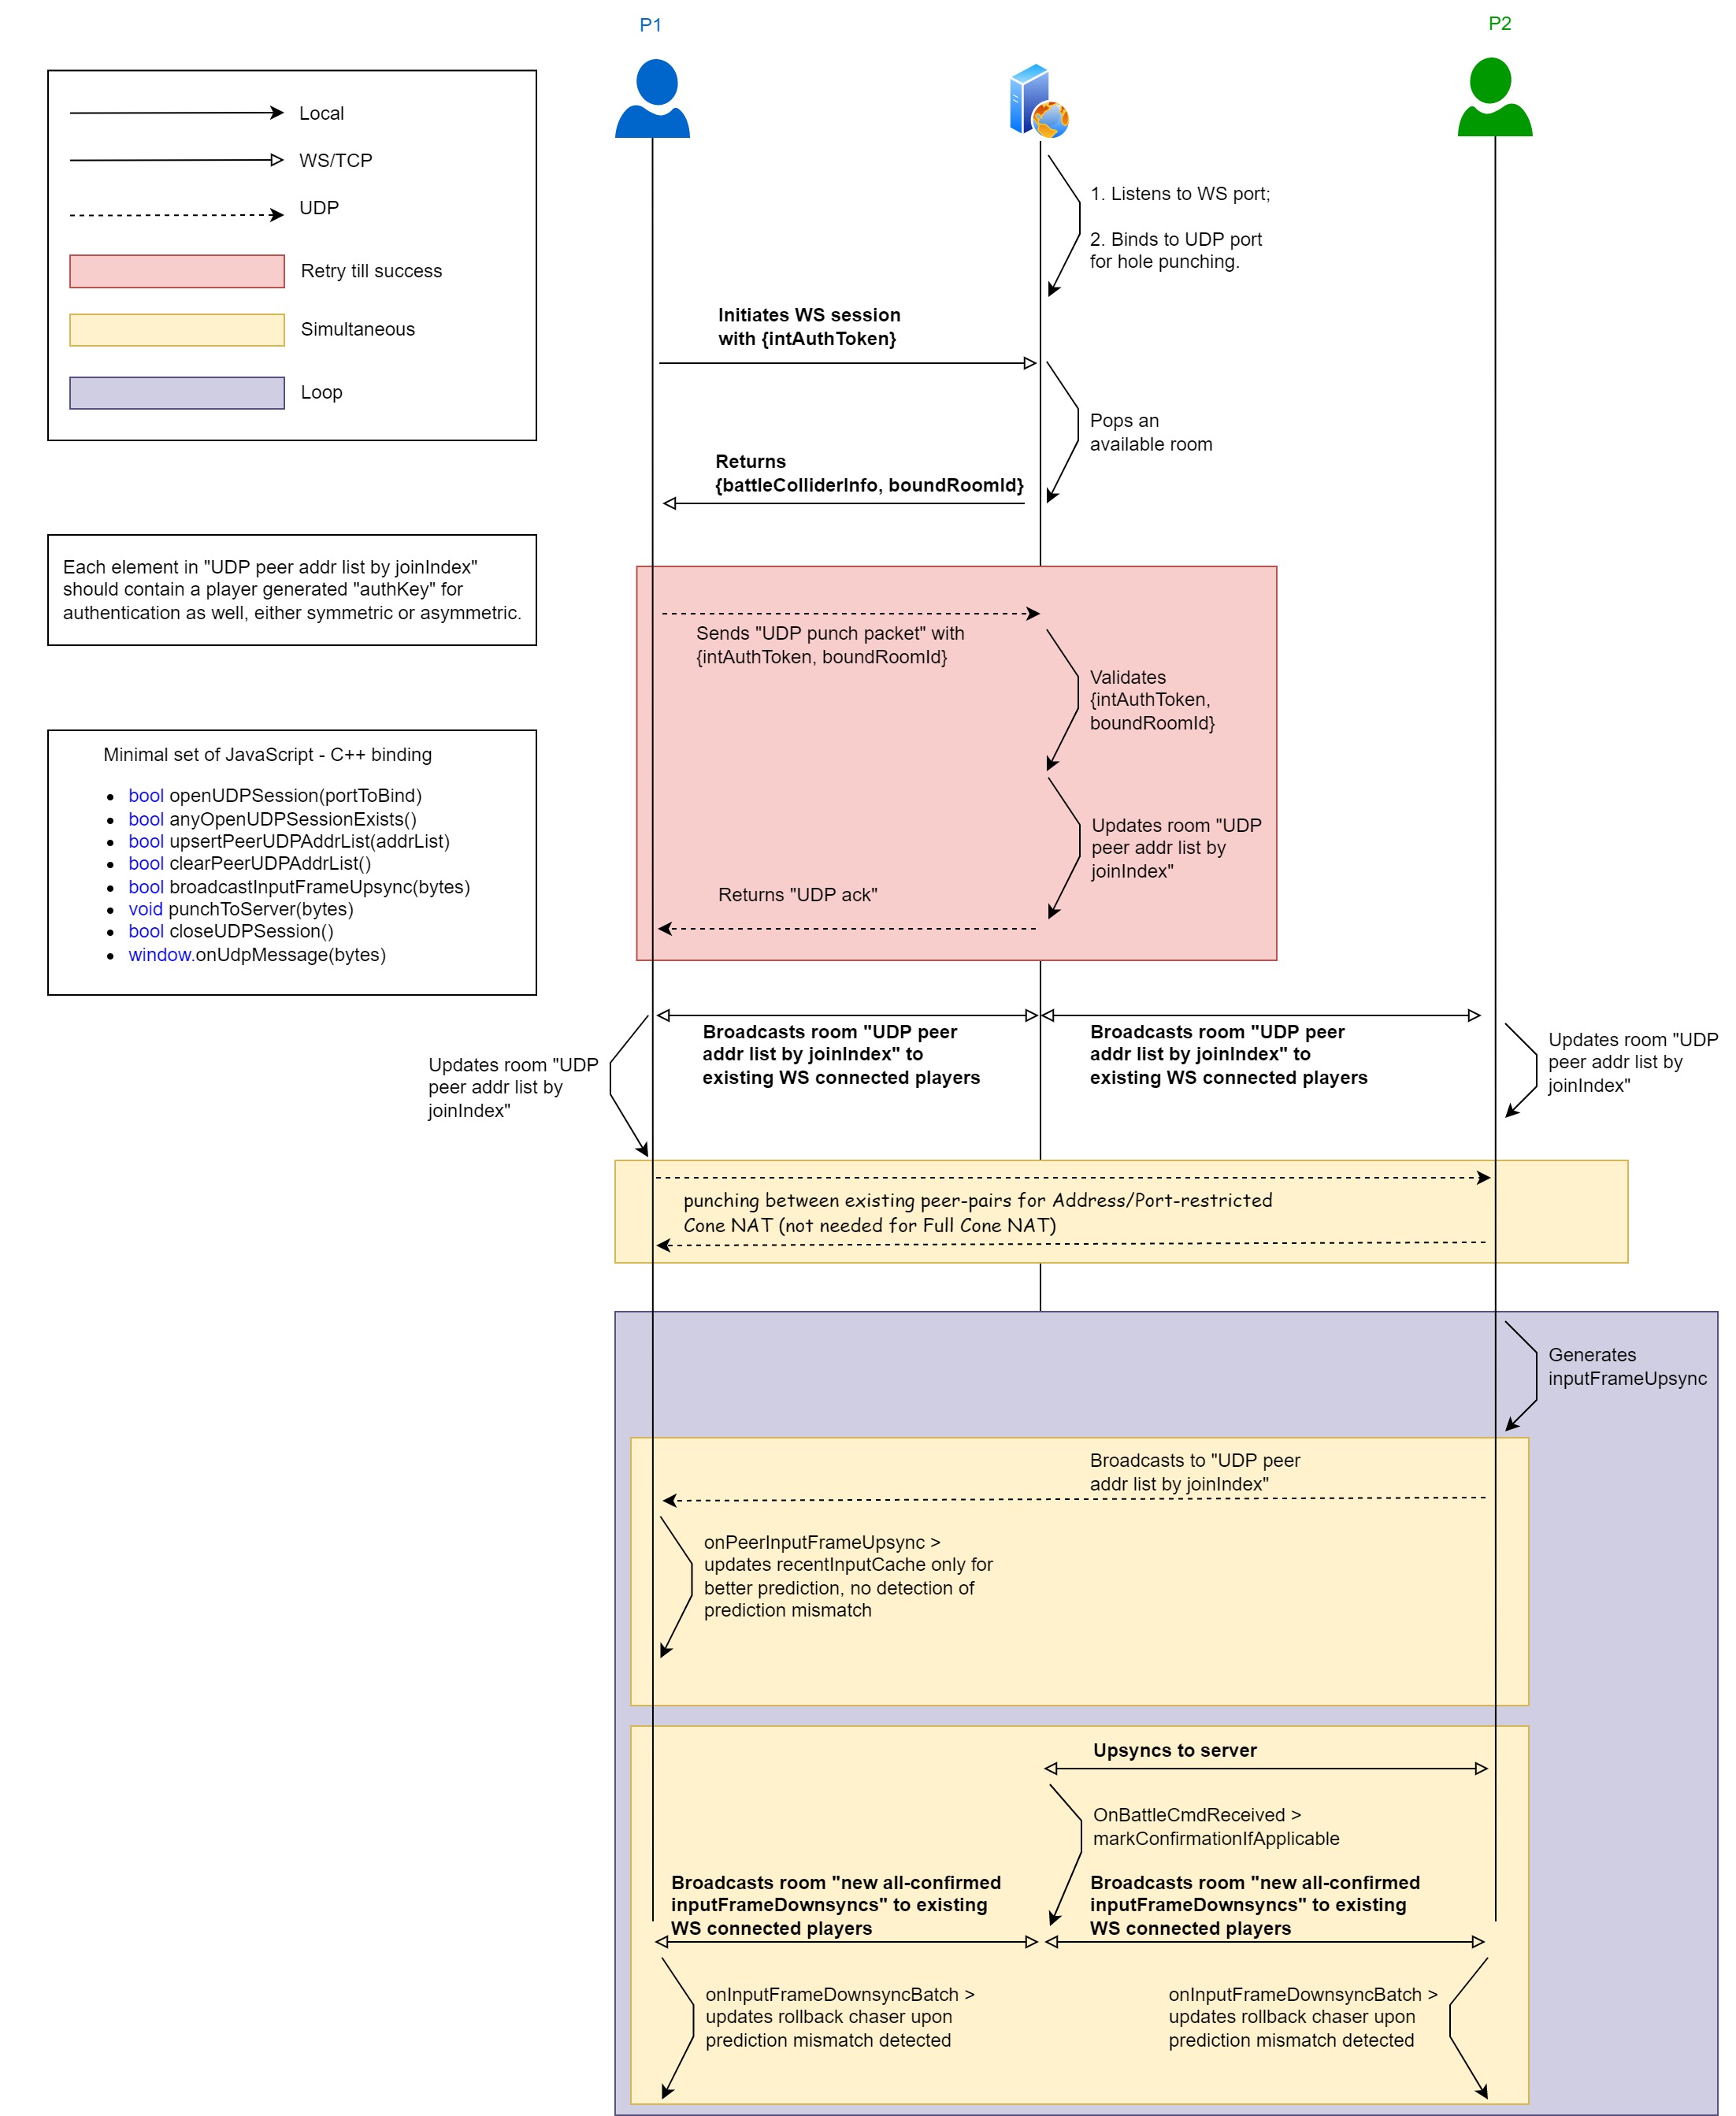 P1
P2
Local
WS/TCP
UDP
Retry till success
Simultaneous
Loop
1. Listens to WS port;
2. Binds to UDP port
for hole punching.
Initiates WS session
with {intAuthToken}
Pops an
available room
Returns
{battleColliderInfo, boundRoomId}
Each element in "UDP peer addr list by joinIndex"
should contain a player generated "authKey" for
authentication as well, either symmetric or asymmetric.
Sends "UDP punch packet" with
{intAuthToken, boundRoomId}
Validates
{intAuthToken,
boundRoomId}
Minimal set of JavaScript - C++ binding
• bool openUDPSession(portToBind)
• bool anyOpenUDPSessionExists()
• bool upsertPeerUDPAddrList(addrList)
• bool clearPeerUDPAddrList()
• bool broadcastInputFrameUpsync(bytes)
• void punchToServer(bytes)
• bool closeUDPSession()
• window.onUdpMessage(bytes)
Updates room "UDP
peer addr list by
joinIndex"
Returns "UDP ack"
Broadcasts room "UDP peer
addr list by joinIndex" to
existing WS connected players
Broadcasts room "UDP peer
addr list by joinIndex" to
existing WS connected players
Updates room "UDP
peer addr list by
joinIndex"
Updates room "UDP
peer addr list by
joinIndex"
punching between existing peer-pairs for Address/Port-restricted
Cone NAT (not needed for Full Cone NAT)
Generates
inputFrameUpsync
Broadcasts to "UDP peer
addr list by joinIndex"
onPeerInputFrameUpsync >
updates recentInputCache only for
better prediction, no detection of
prediction mismatch
Upsyncs to server
OnBattleCmdReceived >
markConfirmationIfApplicable
Broadcasts room "new all-confirmed
inputFrameDownsyncs" to existing
WS connected players
Broadcasts room "new all-confirmed
inputFrameDownsyncs" to existing
WS connected players
onInputFrameDownsyncBatch >
updates rollback chaser upon
prediction mismatch detected
onInputFrameDownsyncBatch >
updates rollback chaser upon
prediction mismatch detected